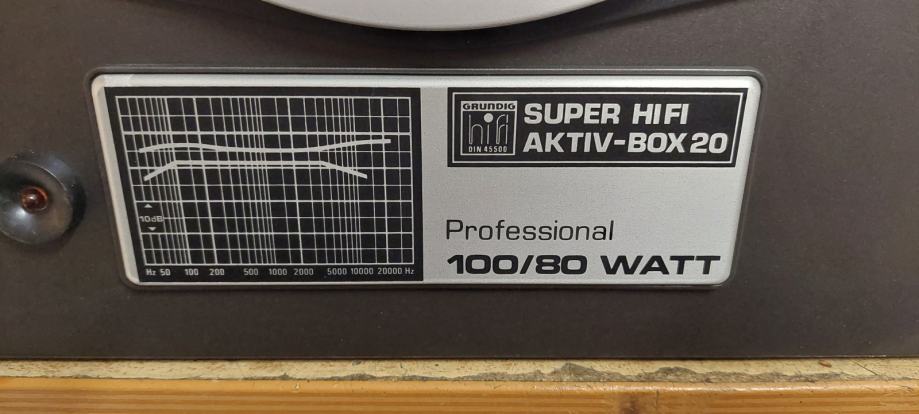 GRUNDIG
hifi
DIN 45500
SUPER HIFI
AKTIV-BOX 20
10dB
Hz 50 100 200 500 1000 2000 5000 10000 20000 Hz
Professional
100/80 WATT